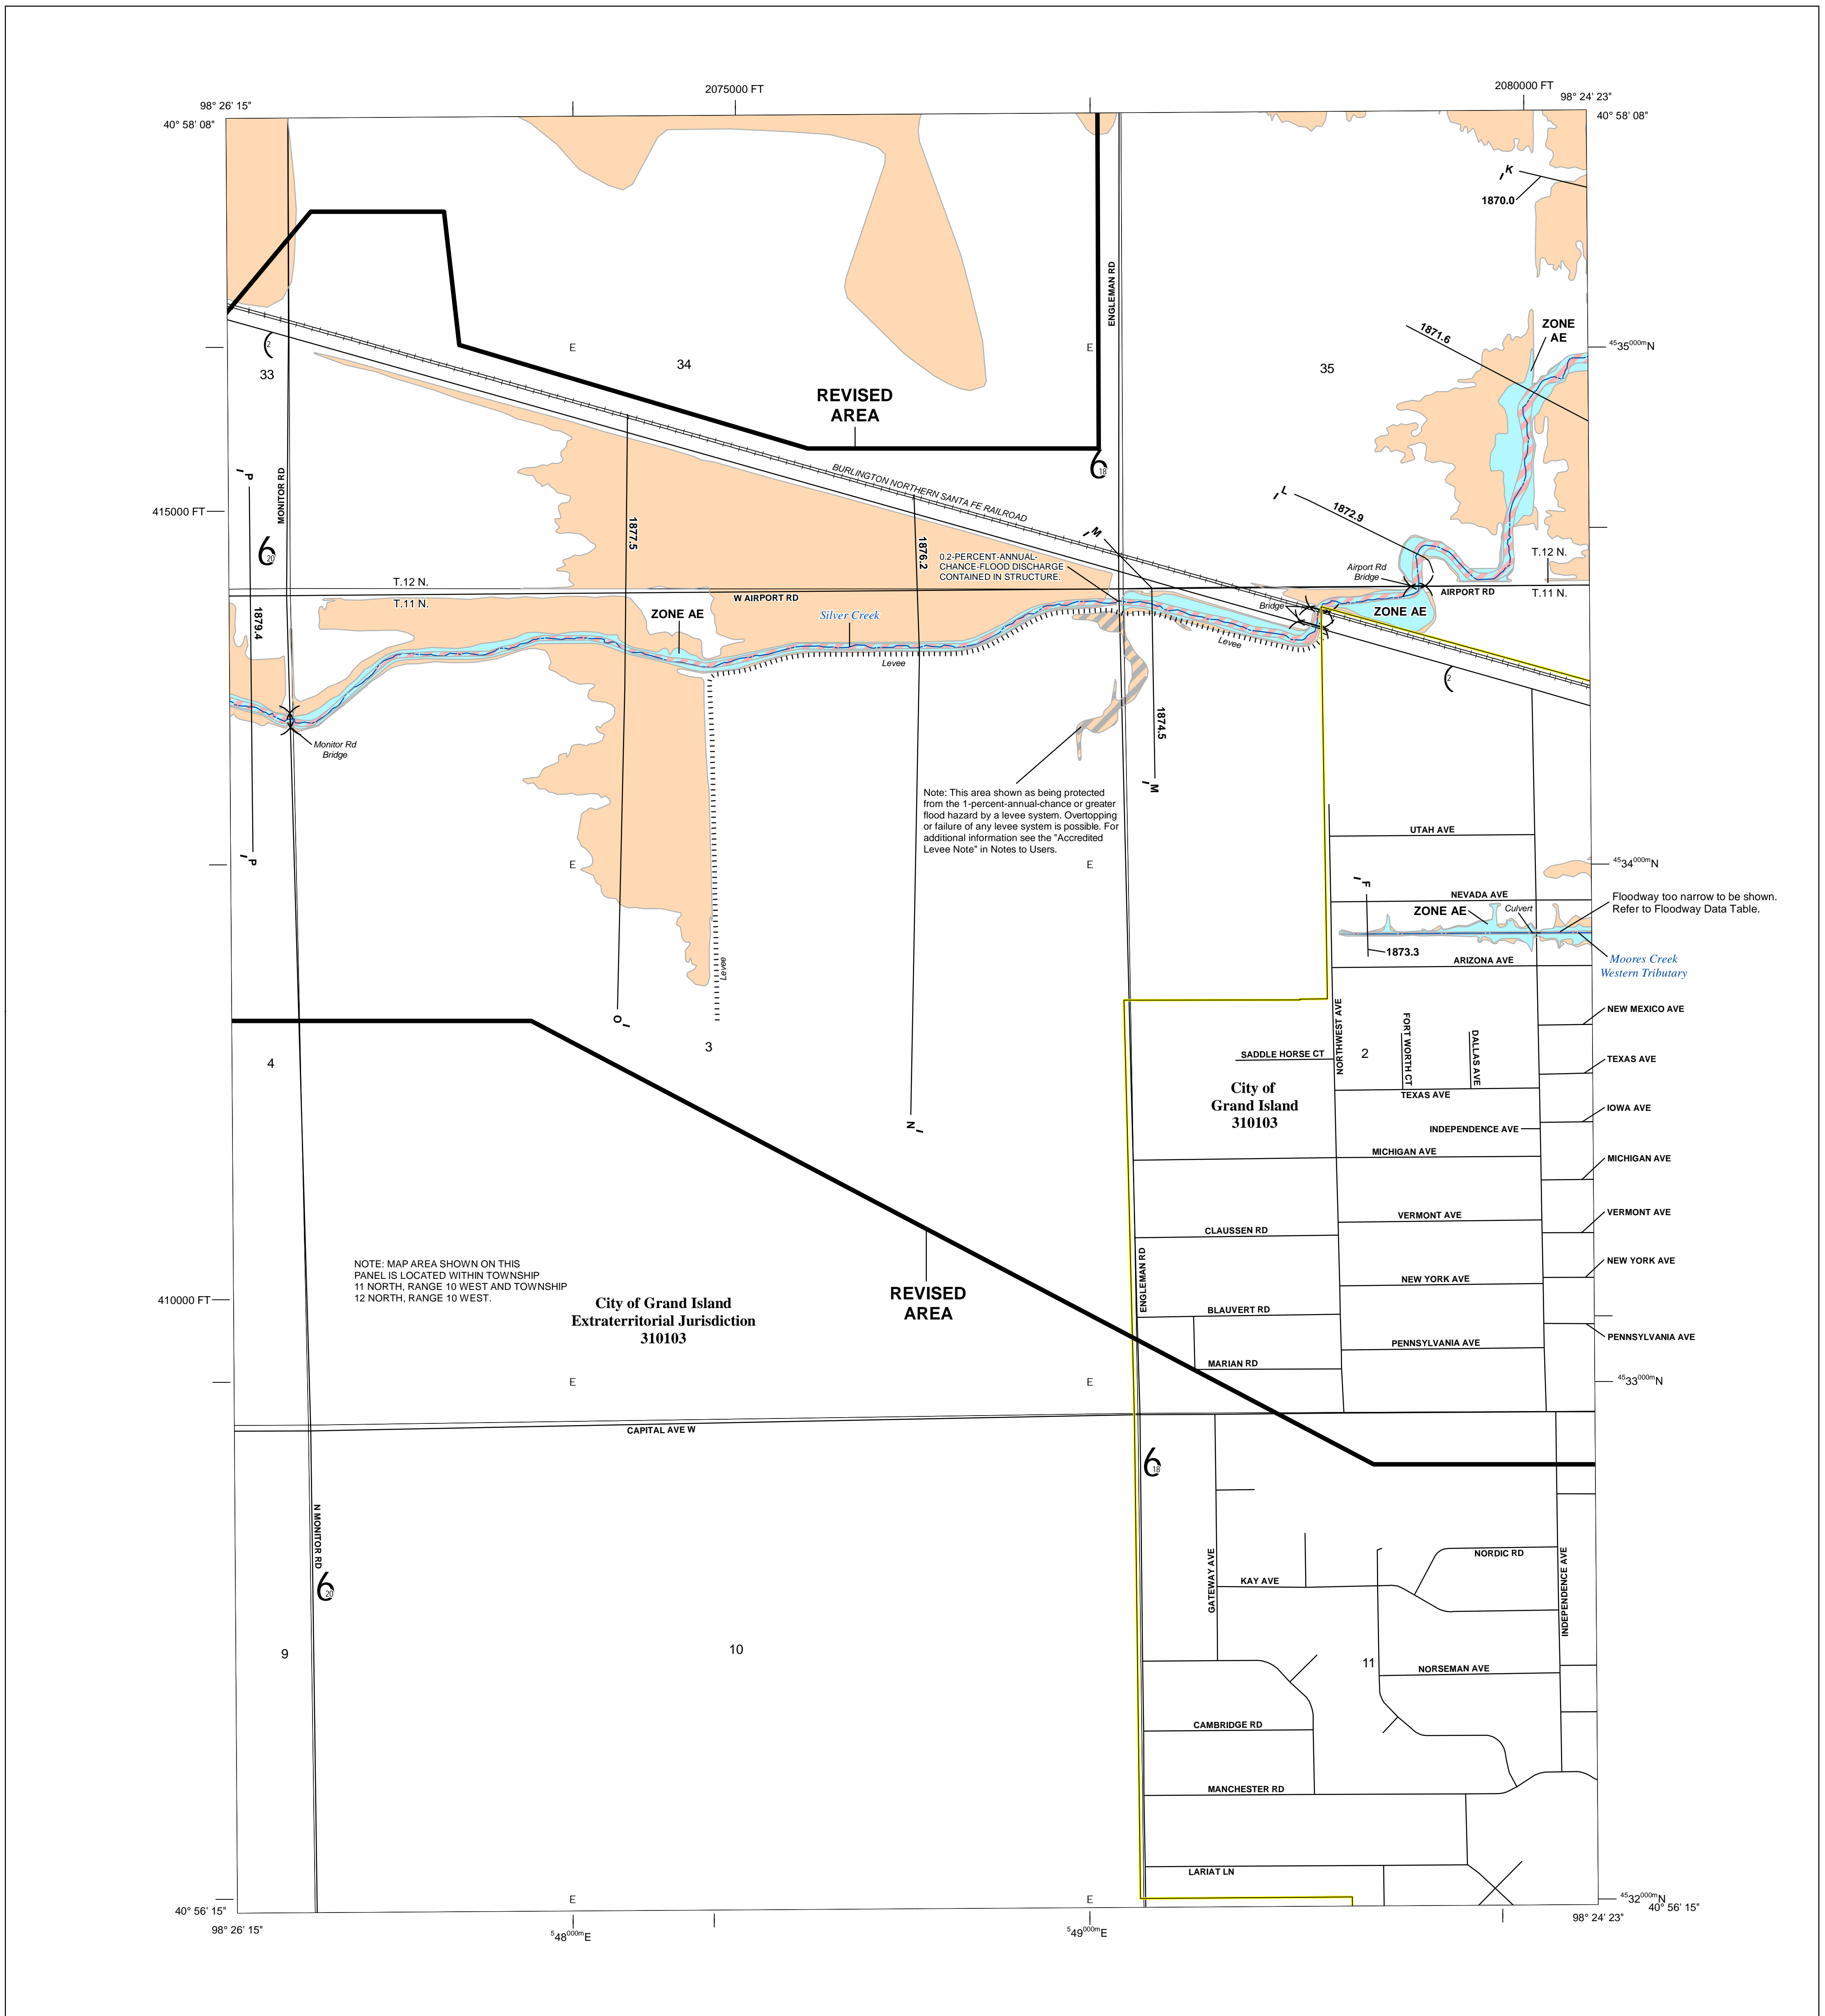 2075000 FT
2080000 FT
98° 26' 15"
98° 24' 23"
40° 58' 08"
40° 58' 08"
K
1870.0
ENGLEMAN RD
ZONE
AE
1871.6
2
33
E
34
E
35
4535000mN
REVISED
AREA
BURLINGTON NORTHERN SANTA FE RAILROAD
618
P
MONITOR RD
415000 FT
1877.5
1876.2
M
L
1872.9
620
0.2-PERCENT-ANNUAL-
CHANCE-FLOOD DISCHARGE
CONTAINED IN STRUCTURE.
T.12 N.
T.11 N.
Airport Rd
Bridge
T.12 N.
T.11 N.
W AIRPORT RD
AIRPORT RD
1879.4
ZONE AE
Silver Creek
Bridge
ZONE AE
Levee
Levee
2
1874.5
Monitor Rd
Bridge
M
Note: This area shown as being protected
from the 1-percent-annual-chance or greater
flood hazard by a levee system. Overtopping
or failure of any levee system is possible. For
additional information see the "Accredited
Levee Note" in Notes to Users.
UTAH AVE
P
E
E
4534000mN
F
NEVADA AVE
Floodway too narrow to be shown.
Refer to Floodway Data Table.
ZONE AE
Culvert
1873.3
ARIZONA AVE
Moores Creek
Western Tributary
Levee
O
NEW MEXICO AVE
NORTHWEST AVE
FORT WORTH CT
DALLAS AVE
4
3
SADDLE HORSE CT
2
TEXAS AVE
City of
Grand Island
310103
TEXAS AVE
IOWA AVE
N
INDEPENDENCE AVE
MICHIGAN AVE
MICHIGAN AVE
VERMONT AVE
VERMONT AVE
CLAUSSEN RD
NOTE: MAP AREA SHOWN ON THIS
PANEL IS LOCATED WITHIN TOWNSHIP
11 NORTH, RANGE 10 WEST AND TOWNSHIP
12 NORTH, RANGE 10 WEST.
ENGLEMAN RD
NEW YORK AVE
NEW YORK AVE
REVISED
AREA
410000 FT
City of Grand Island
Extraterritorial Jurisdiction
310103
BLAUVERT RD
PENNSYLVANIA AVE
PENNSYLVANIA AVE
MARIAN RD
E
E
4533000mN
CAPITAL AVE W
618
N MONITOR RD
620
GATEWAY AVE
NORDIC RD
KAY AVE
INDEPENDENCE AVE
9
10
11
NORSEMAN AVE
CAMBRIDGE RD
MANCHESTER RD
LARIAT LN
E
E
4532000mN
40° 56' 15"
40° 56' 15"
98° 26' 15"
98° 24' 23"
548000mE
549000mE